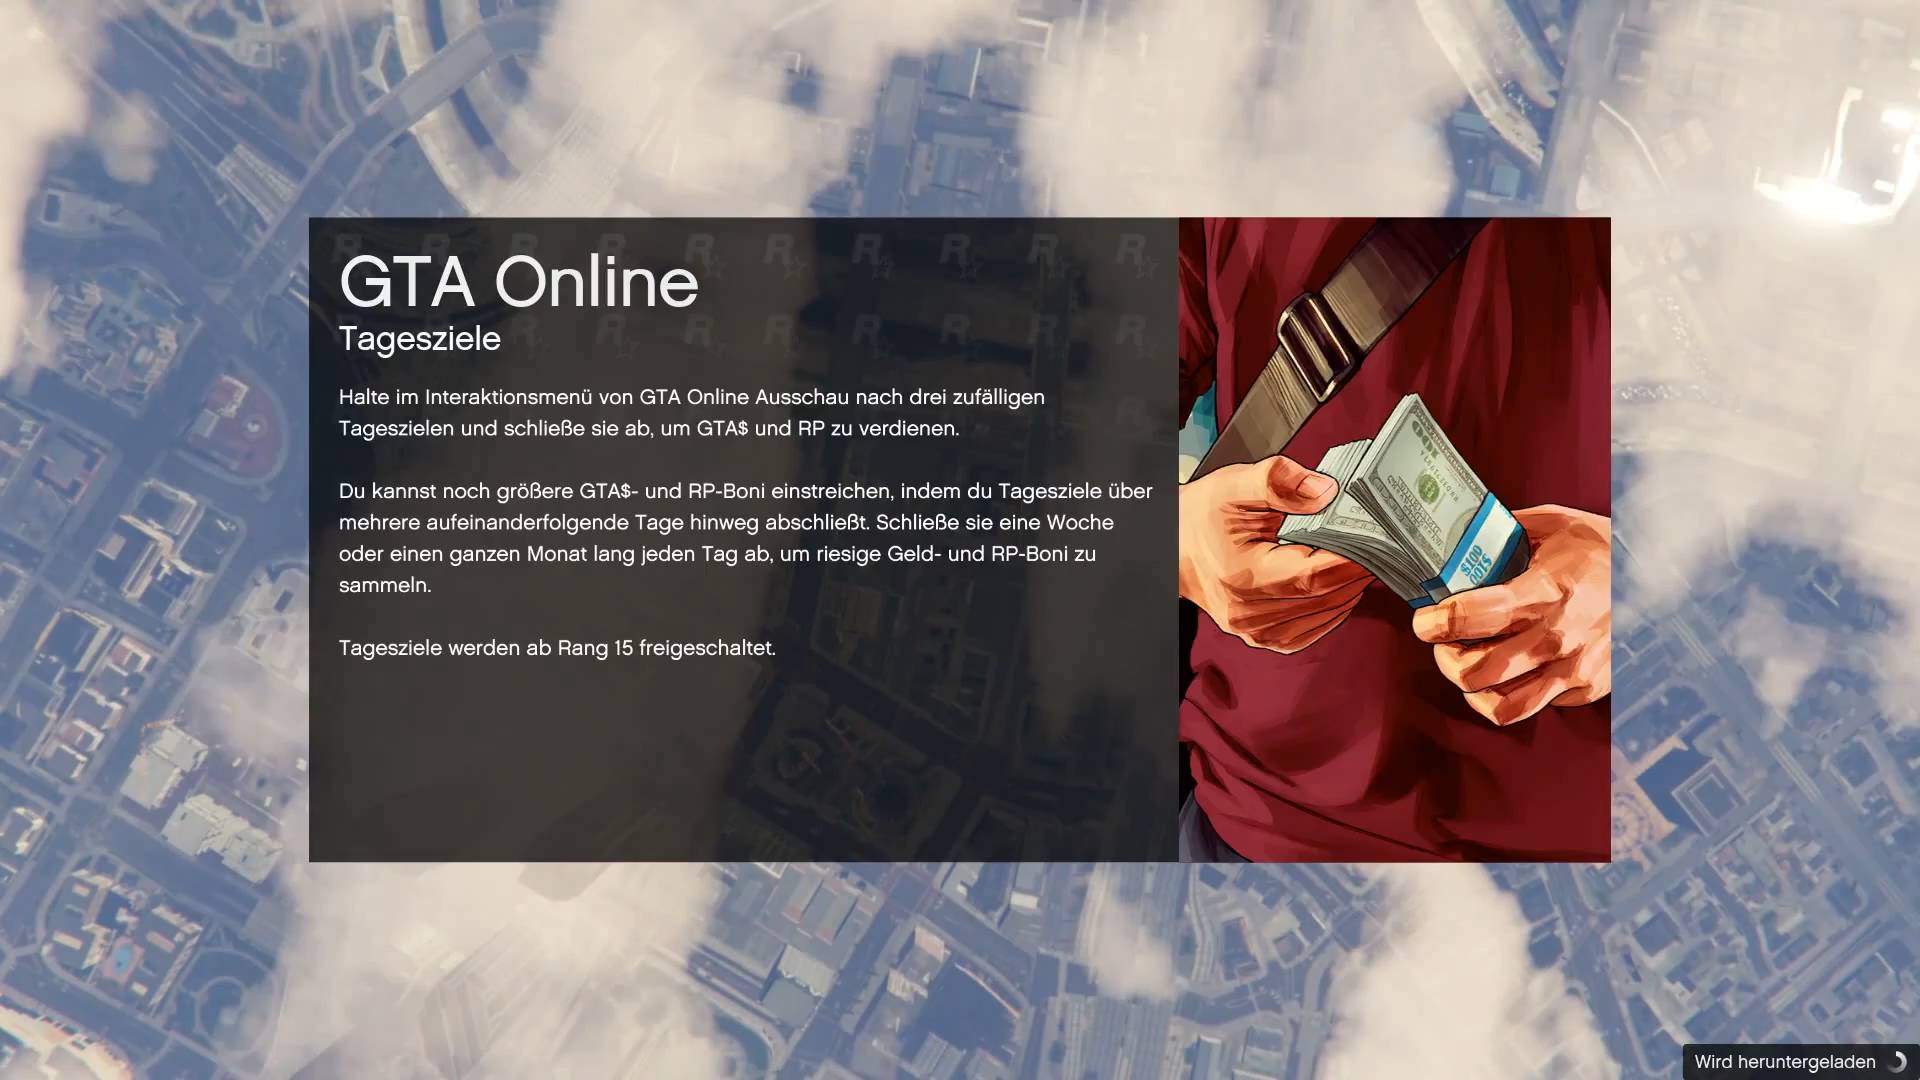 GTA Online
Tagesziele
Halte im Interaktionsmenü von GTA Online Ausschau nach drei zufälligen
Tageszielen und schließe sie ab, um GTA$ und RP zu verdienen.
Du kannst noch größere GTA$- und RP-Boni einstreichen, indem du Tagesziele über
mehrere aufeinanderfolgende Tage hinweg abschließt. Schließe sie eine Woche
oder einen ganzen Monat lang jeden Tag ab, um riesige Geld- und RP-Boni zu
sammeln.
Tagesziele werden ab Rang 15 freigeschaltet.
100
$100
$100
Wird heruntergeladen